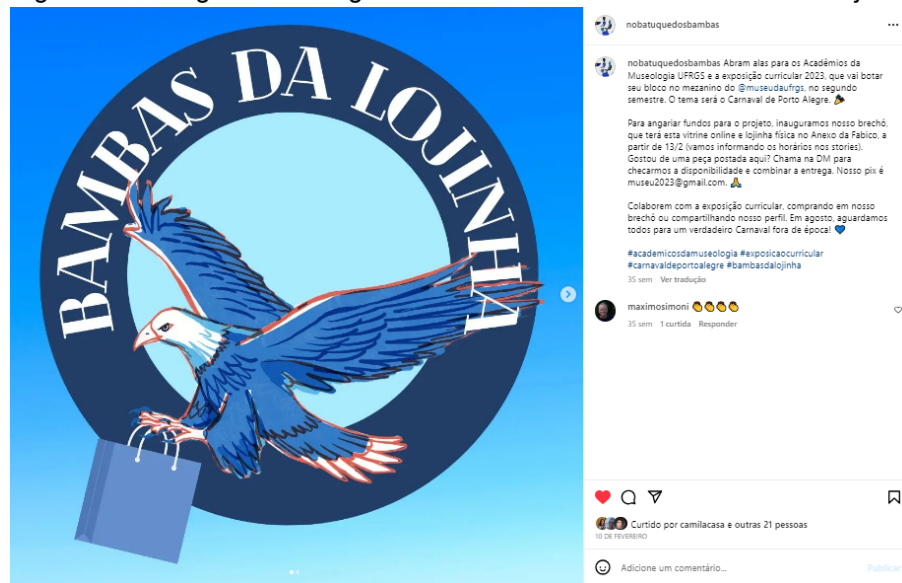 BAMBAS DA LOJINHA
nobatuquedosbambas
nobatuquedosbambas Abram alas para os Acadêmios da
Museologia UFRGS e a exposição curricular 2023, que vai botar
seu bloco no mezanino do @museudaufrgs, no segundo
semestre. O tema será o Carnaval de Porto Alegre. 🎉
Para angariar fundos para o projeto, inauguramos nosso brechó,
que terá esta vitrine online e lojinha física no Anexo da Fabico, a
partir de 13/2 (vamos informando os horários nos stories).
Gostou de uma peça postada aqui? Chama na DM para
checarmos a disponibilidade e combinar a entrega. Nosso pix é
museu2023@gmail.com. 🙏
Colaborem com a exposição curricular, comprando em nosso
brechó ou compartilhando nosso perfil. Em agosto, aguardamos
todos para um verdadeiro Carnaval fora de época! 💙
#academicosdamuseologia #exposicaocurricular
#carnavaldeportoalegre #bambasdalojinha
35 sem Ver tradução
maximosimoni 👏👏👏👏
35 sem 1 curtida Responder
Curtido por camilacasa e outras 21 pessoas
10 DE FEVEREIRO
Adicione um comentário...
Publicar